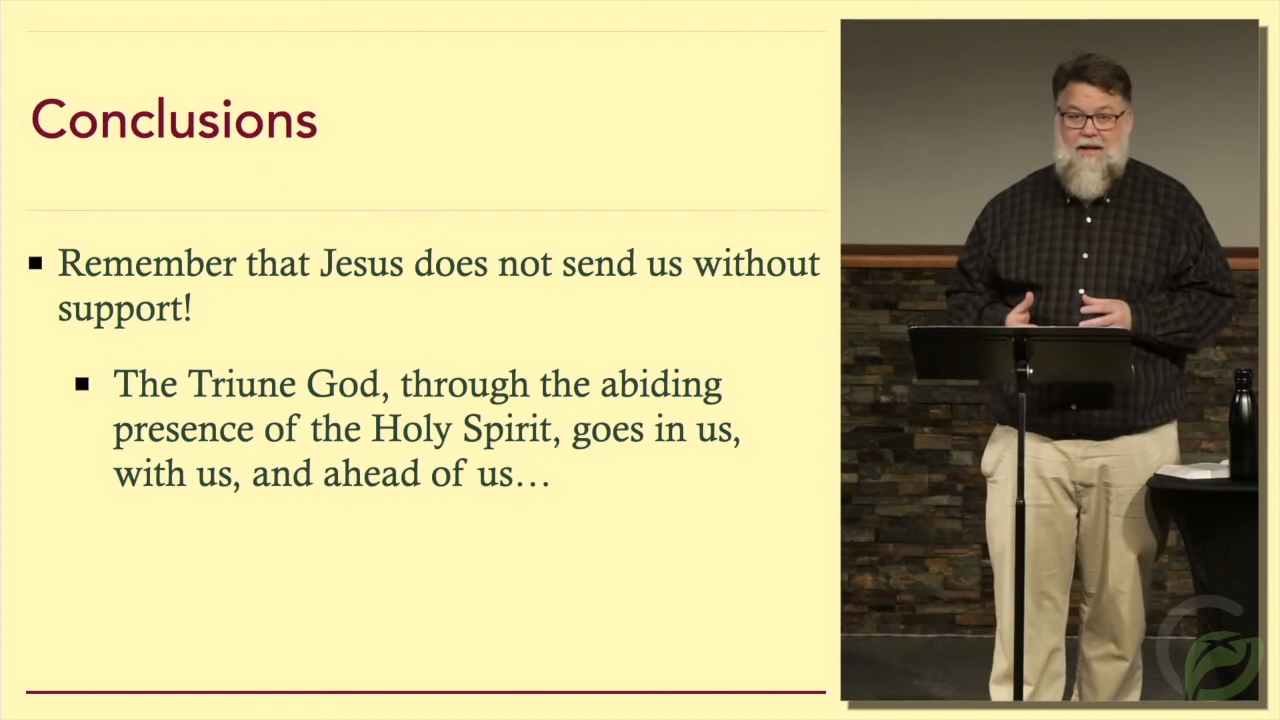 Conclusions
Remember that Jesus does not send us without
support!
The Triune God, through the abiding
presence of the Holy Spirit, goes in us,
with us, and ahead of us…